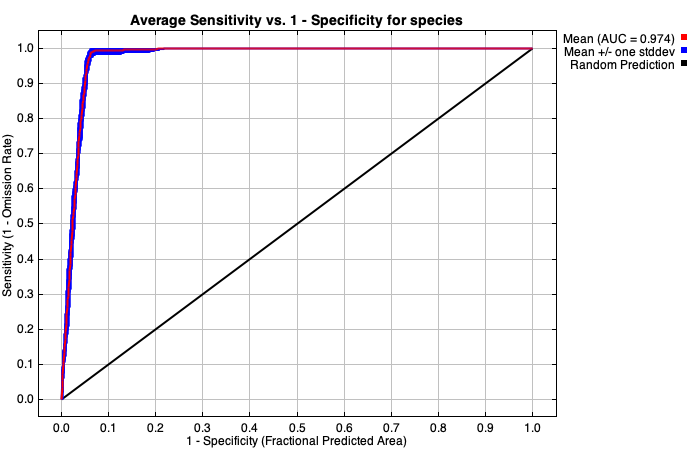 Average Sensitivity vs. 1 - Specificity for species
Mean (AUC = 0.974)
Mean +/- one stddev
Random Prediction
Sensitivity (1 - Omission Rate)
1.0
0.9
0.8
0.7
0.6
0.5
0.4
0.3
0.2
0.1
0.0
0.0 0.1 0.2 0.3 0.4 0.5 0.6 0.7 0.8 0.9 1.0
1 - Specificity (Fractional Predicted Area)